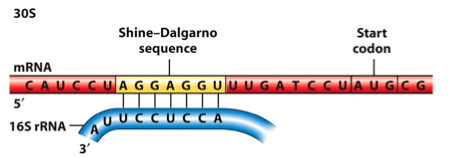 30S
Shine–Dalgarno
sequence
Start
codon
mRNA
C A U C C U A G G A G G U U U G A T C C U A U G C G
5′
16S rRNA
A U U C C U C C A
3′